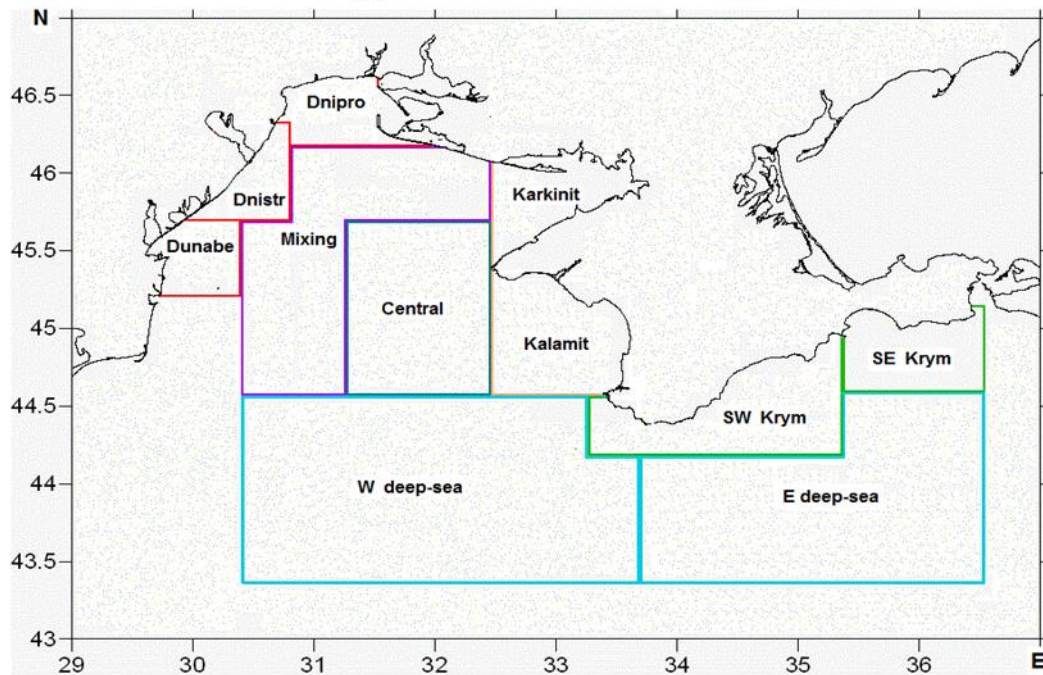 N
46.5
Dnipro
46
Karkinit
Dnistr
Dunabe
Mixing
45.5
Central
45
Kalamit
SE Krym
44.5
SW Krym
W deep-sea
E deep-sea
44
43.5
43
29 30 31 32 33 34 35 36 E